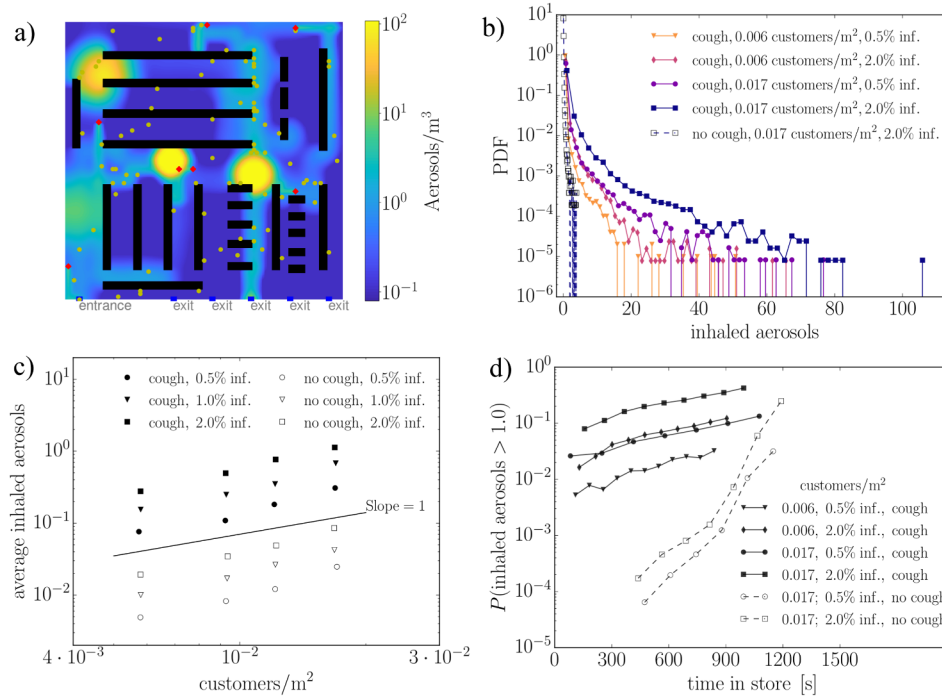 a)
10²
10¹
10⁰
10⁻¹
Aerosols/m³
entrance
exit
exit
exit
exit
exit
b)
10¹
10⁰
10⁻¹
10⁻²
10⁻³
10⁻⁴
10⁻⁵
10⁻⁶
PDF
cough, 0.006 customers/m², 0.5% inf.
cough, 0.006 customers/m², 2.0% inf.
cough, 0.017 customers/m², 0.5% inf.
cough, 0.017 customers/m², 2.0% inf.
no cough, 0.017 customers/m², 2.0% inf.
0 20 40 60 80 100
inhaled aerosols
c)
10¹
10⁰
10⁻¹
10⁻²
average inhaled aerosols
cough, 0.5% inf.
cough, 1.0% inf.
cough, 2.0% inf.
no cough, 0.5% inf.
no cough, 1.0% inf.
no cough, 2.0% inf.
Slope = 1
4 · 10⁻³ 10⁻² 3 · 10⁻²
customers/m²
d)
10⁰
10⁻¹
10⁻²
10⁻³
10⁻⁴
10⁻⁵
P(inhaled aerosols > 1.0)
customers/m²
0.006, 0.5% inf., cough
0.006, 2.0% inf., cough
0.017, 0.5% inf., cough
0.017, 2.0% inf., cough
0.017; 0.5% inf., no cough
0.017; 2.0% inf., no cough
0 300 600 900 1200 1500
time in store [s]